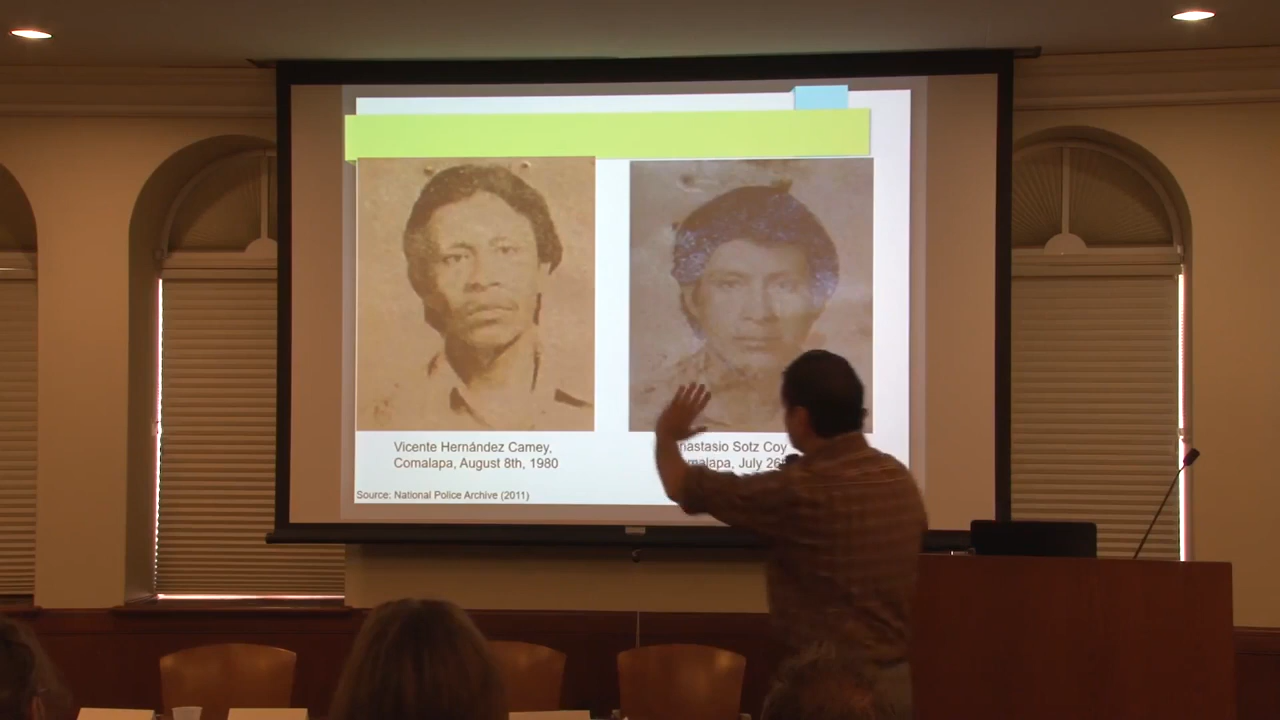 Vicente Hernández Camey,
Comalapa, August 8th, 1980
nastasio Sotz Coy
malapa, July 26
Source: National Police Archive (2011)